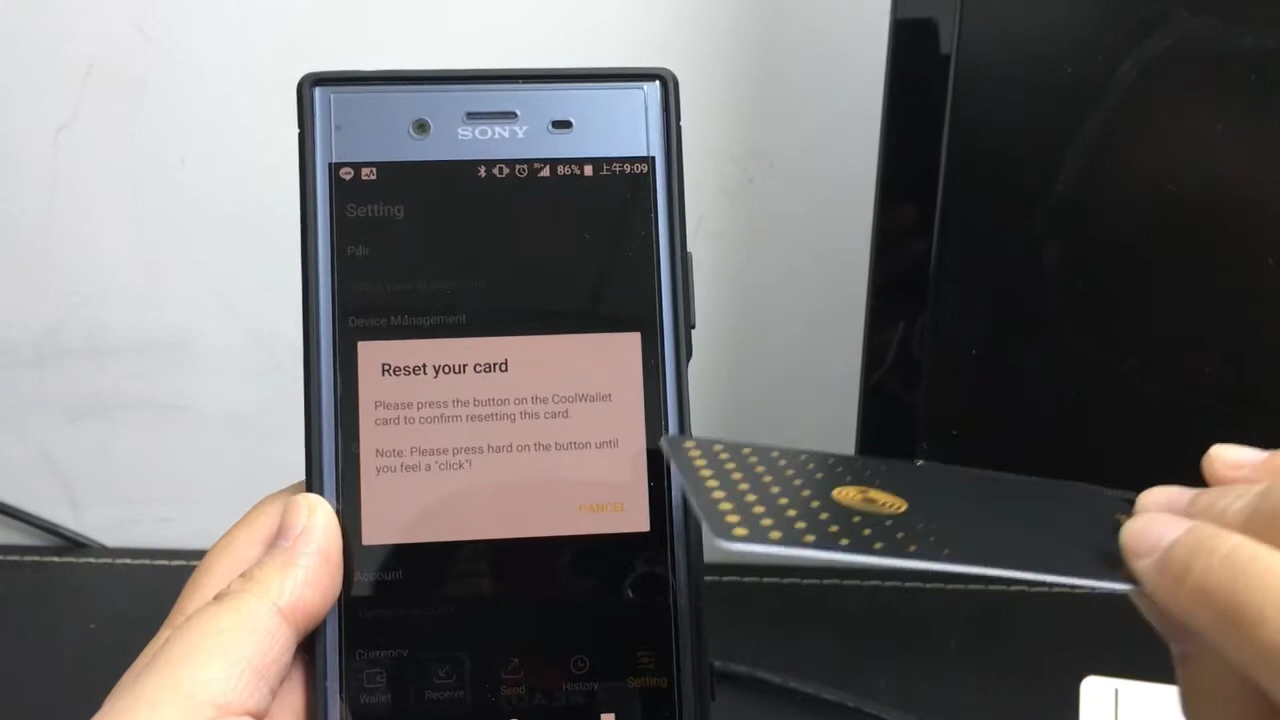 SONY
86% 上午9:09
Setting
Pair
Device Management
Reset your card
Please press the button on the CoolWallet
card to confirm resetting this card.
Note: Please press hard on the button until
you feel a "click"!
CANCEL
Account
Currency
Wallet Receive Send History Setting